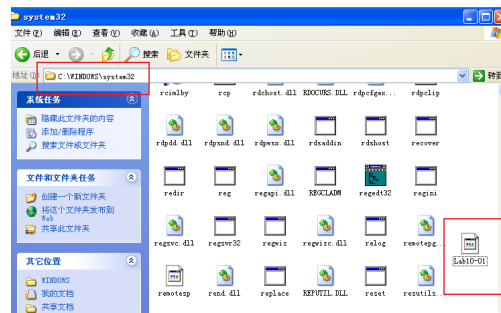 system32
文件(F) 编辑(E) 查看(V) 收藏(A) 工具(T) 帮助(H)
后退 搜索 文件夹
地址(D) C:\WINDOWS\system32 转到
rcimlby rcp rdchost.dll RDOCURS.DLL rdpcfgex... rdpclip
系统任务
隐藏此文件夹的内容
添加/删除程序
搜索文件或文件夹
rdpdd.dll rdpsnd.dll rdpwsx.dll rdsaddin rdshost recover
文件和文件夹任务
创建一个新文件夹
将这个文件夹发布到
Web
共享此文件夹
redir reg regapi.dll REGCLADM regedt32 regini
regsvc.dll regsvr32 regwiz regwizc.dll relog remotepg...
Lab10-01
其它位置
WINDOWS
我的文档
共享文档
remotesp rend.dll replace REPUTIL.DLL reset resutils...